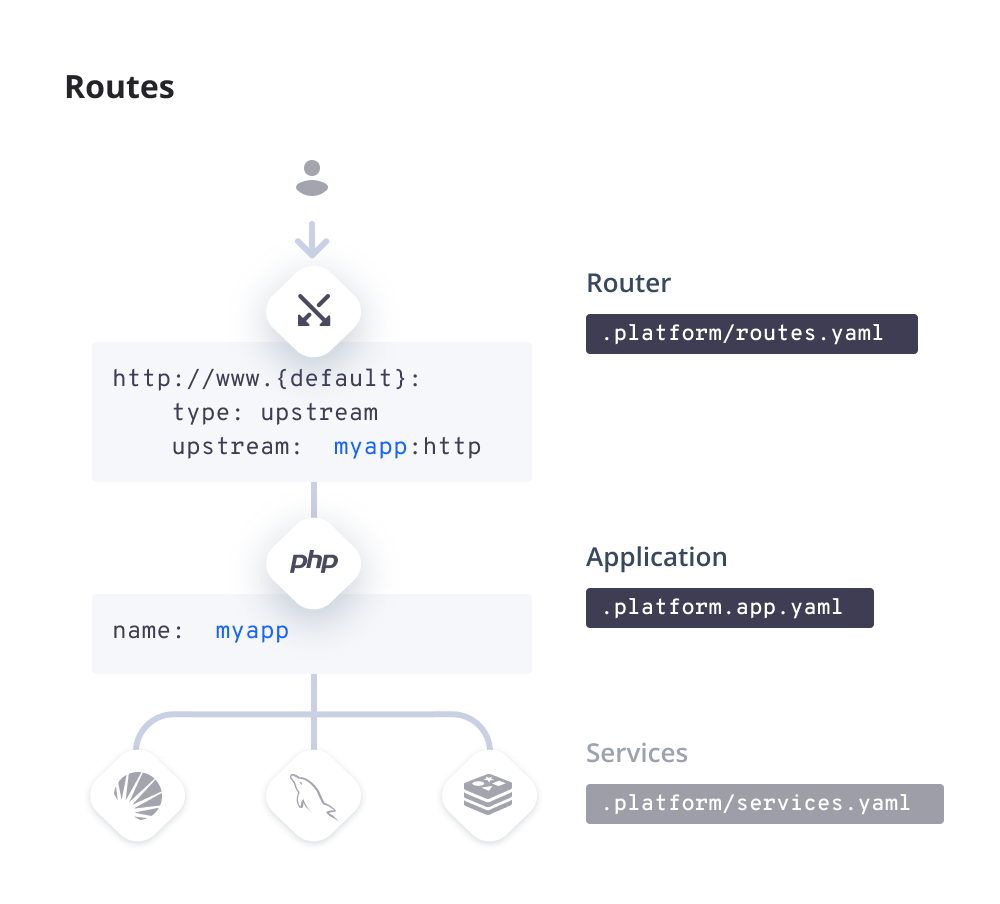 Routes
Router
.platform/routes.yaml
http://www.{default}:
type: upstream
upstream: myapp:http
php
Application
.platform.app.yaml
name: myapp
Services
.platform/services.yaml